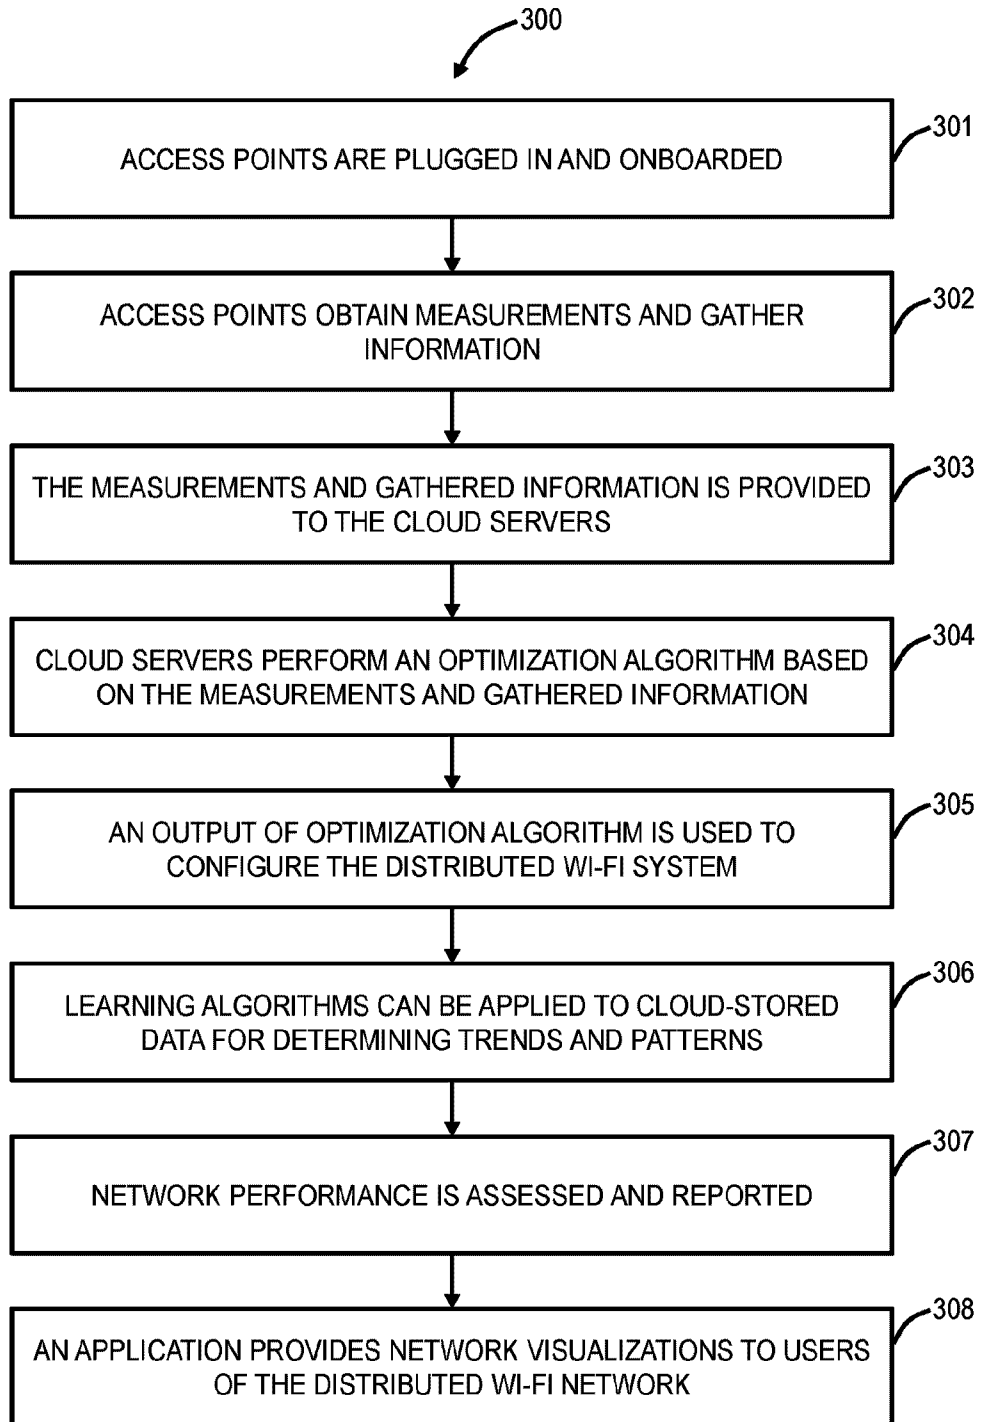 300
ACCESS POINTS ARE PLUGGED IN AND ONBOARDED
301
ACCESS POINTS OBTAIN MEASUREMENTS AND GATHER
INFORMATION
302
THE MEASUREMENTS AND GATHERED INFORMATION IS PROVIDED
TO THE CLOUD SERVERS
303
CLOUD SERVERS PERFORM AN OPTIMIZATION ALGORITHM BASED
ON THE MEASUREMENTS AND GATHERED INFORMATION
304
AN OUTPUT OF OPTIMIZATION ALGORITHM IS USED TO
CONFIGURE THE DISTRIBUTED WI-FI SYSTEM
305
LEARNING ALGORITHMS CAN BE APPLIED TO CLOUD-STORED
DATA FOR DETERMINING TRENDS AND PATTERNS
306
NETWORK PERFORMANCE IS ASSESSED AND REPORTED
307
AN APPLICATION PROVIDES NETWORK VISUALIZATIONS TO USERS
OF THE DISTRIBUTED WI-FI NETWORK
308